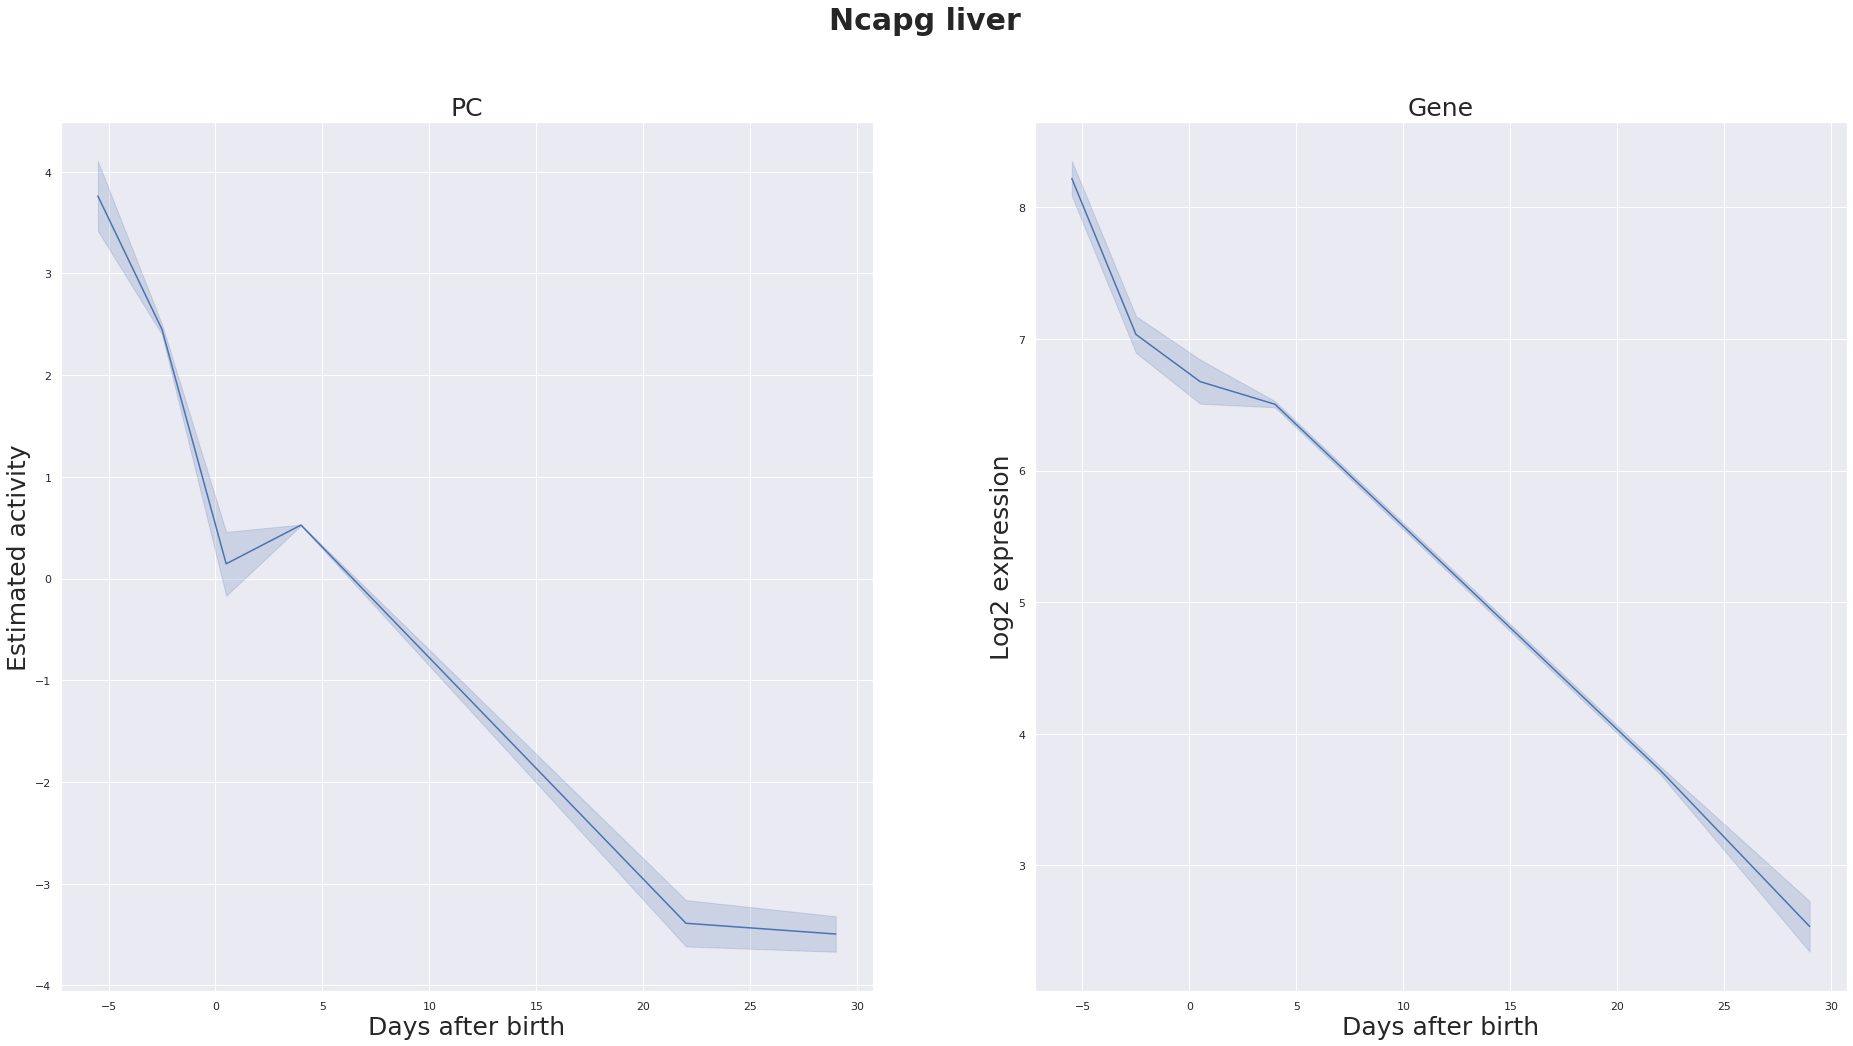 Ncapg liver
PC
Estimated activity
4
3
2
1
0
−1
−2
−3
−4
−5 0 5 10 15 20 25 30
Days after birth
Gene
Log2 expression
8
7
6
5
4
3
−5 0 5 10 15 20 25 30
Days after birth